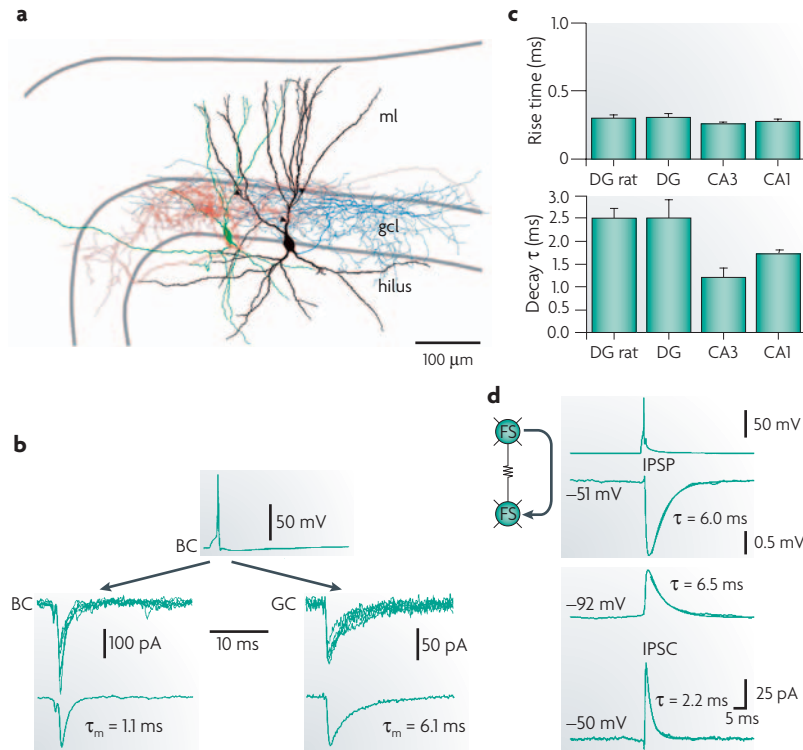 a
ml
gcl
hilus
100 µm
b
BC
50 mV
BC
GC
100 pA
10 ms
50 pA
τm = 1.1 ms
τm = 6.1 ms
c
Rise time (ms)
1.0
0.5
0
DG rat DG CA3 CA1
Decay τ (ms)
3.0
2.5
2.0
1.5
1.0
0.5
0.0
DG rat DG CA3 CA1
d
FS
FS
50 mV
IPSP
–51 mV
τ = 6.0 ms
0.5 mV
–92 mV
τ = 6.5 ms
IPSC
τ = 2.2 ms
25 pA
5 ms
–50 mV